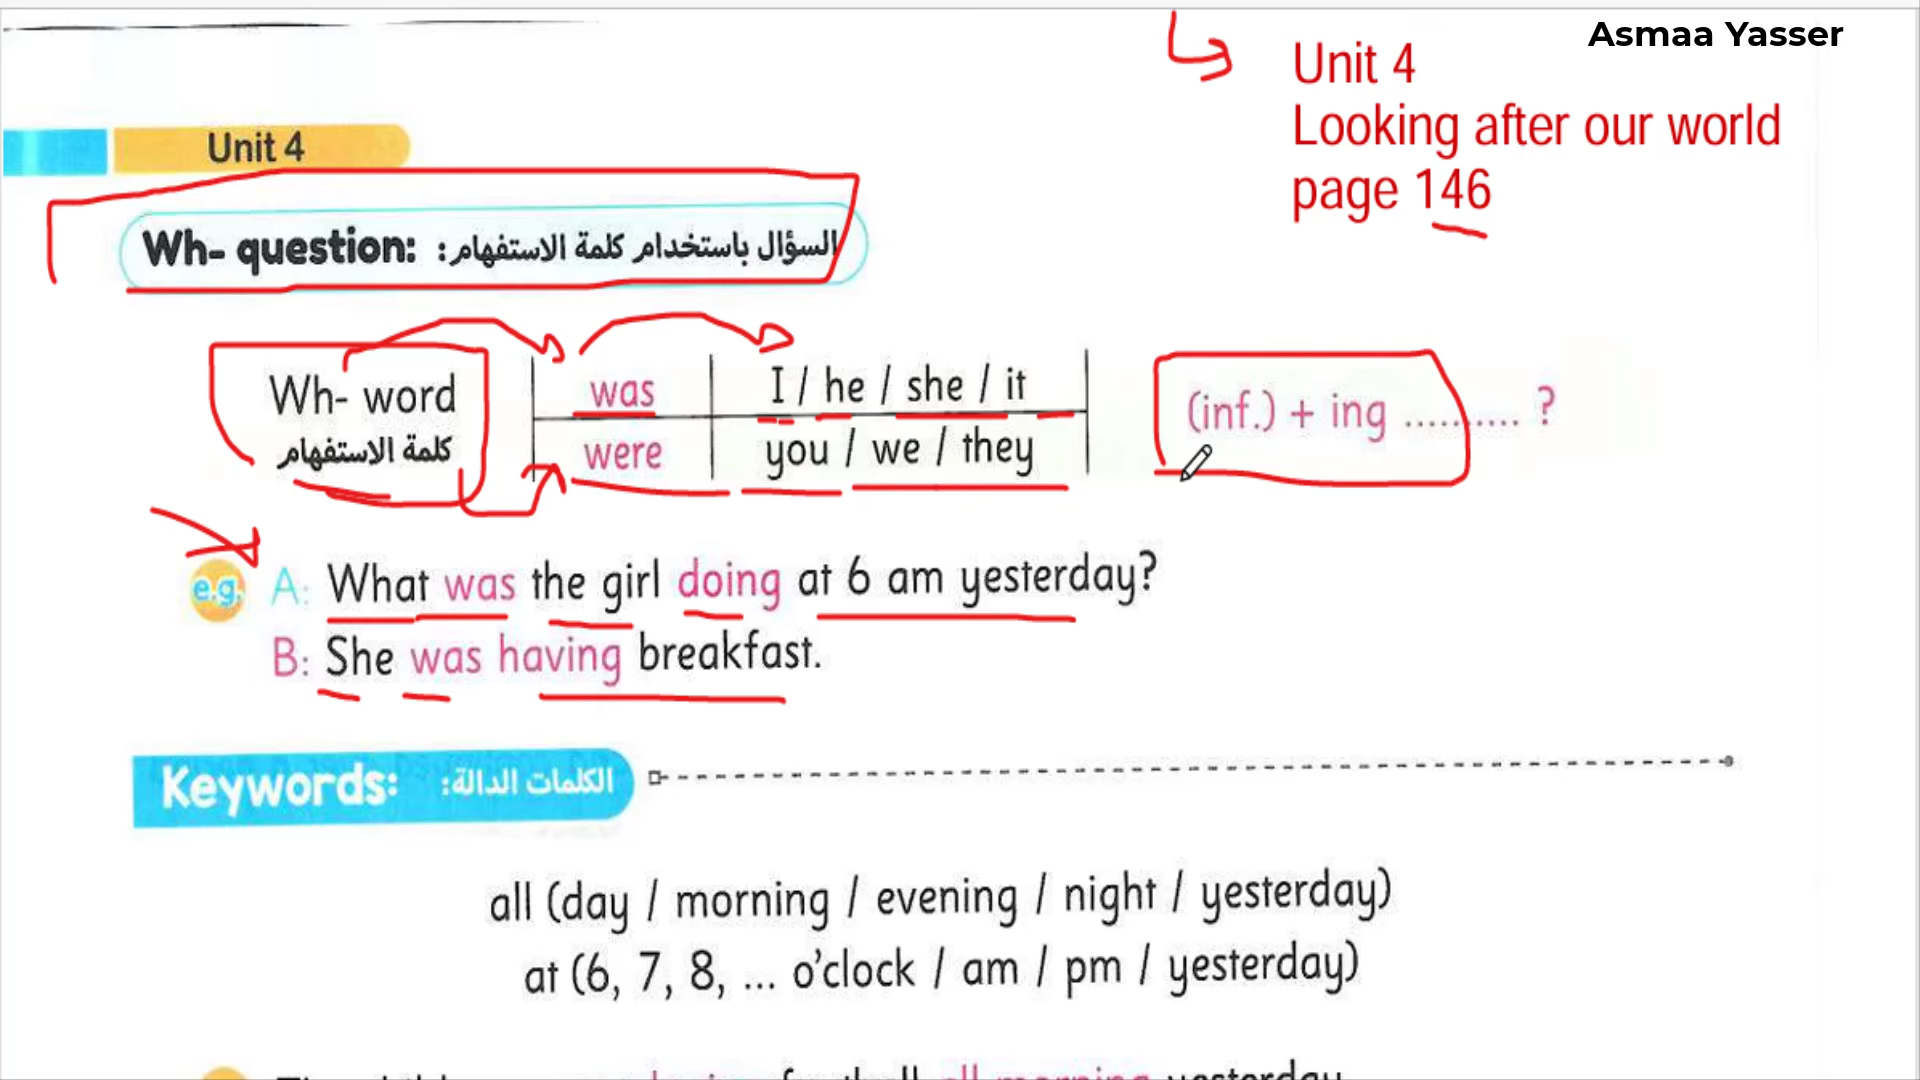 Asmaa Yasser
Unit 4
Looking after our world
page 146
Unit 4
Wh- question: السؤال باستخدام كلمة الاستفهام:
Wh- word
كلمة الاستفهام
was I / he / she / it
were you / we / they
(inf.) + ing .......... ?
e.g. A: What was the girl doing at 6 am yesterday?
B: She was having breakfast.
Keywords: الكلمات الدالة:
all (day / morning / evening / night / yesterday)
at (6, 7, 8, ... o'clock / am / pm / yesterday)
all morning yesterday